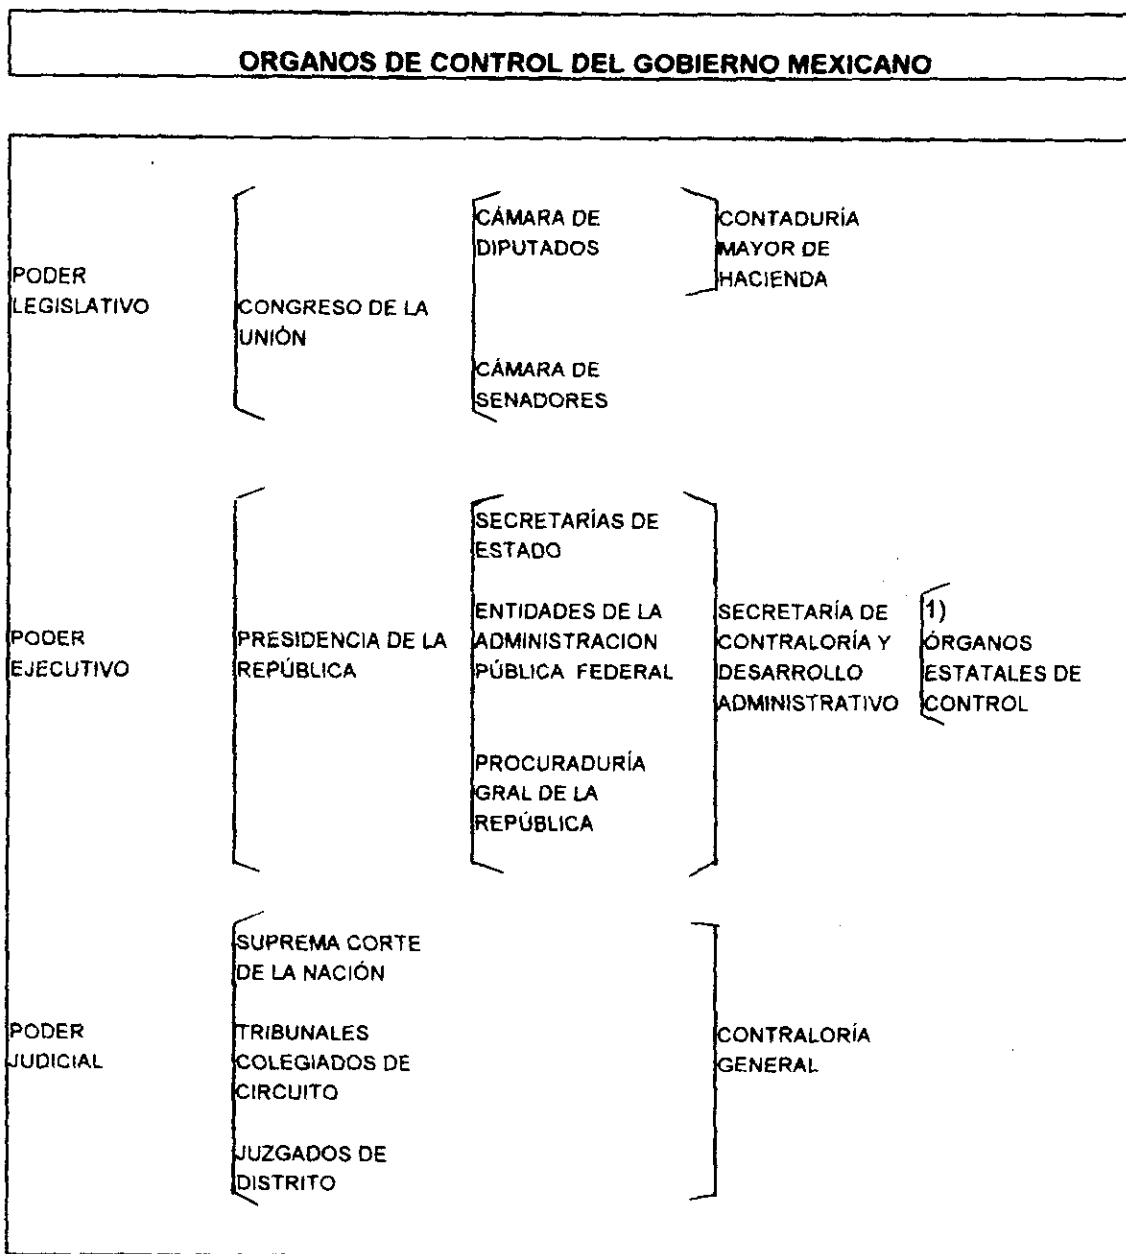 ORGANOS DE CONTROL DEL GOBIERNO MEXICANO
PODER
LEGISLATIVO
CONGRESO DE LA
UNIÓN
CÁMARA DE
DIPUTADOS
CÁMARA DE
SENADORES
CONTADURÍA
MAYOR DE
HACIENDA
PODER
EJECUTIVO
PRESIDENCIA DE LA
REPÚBLICA
SECRETARÍAS DE
ESTADO
ENTIDADES DE LA
ADMINISTRACION
PÚBLICA FEDERAL
PROCURADURÍA
GRAL DE LA
REPÚBLICA
SECRETARÍA DE
CONTRALORÍA Y
DESARROLLO
ADMINISTRATIVO
1)
ÓRGANOS
ESTATALES DE
CONTROL
PODER
JUDICIAL
SUPREMA CORTE
DE LA NACIÓN
TRIBUNALES
COLEGIADOS DE
CIRCUITO
JUZGADOS DE
DISTRITO
CONTRALORÍA
GENERAL